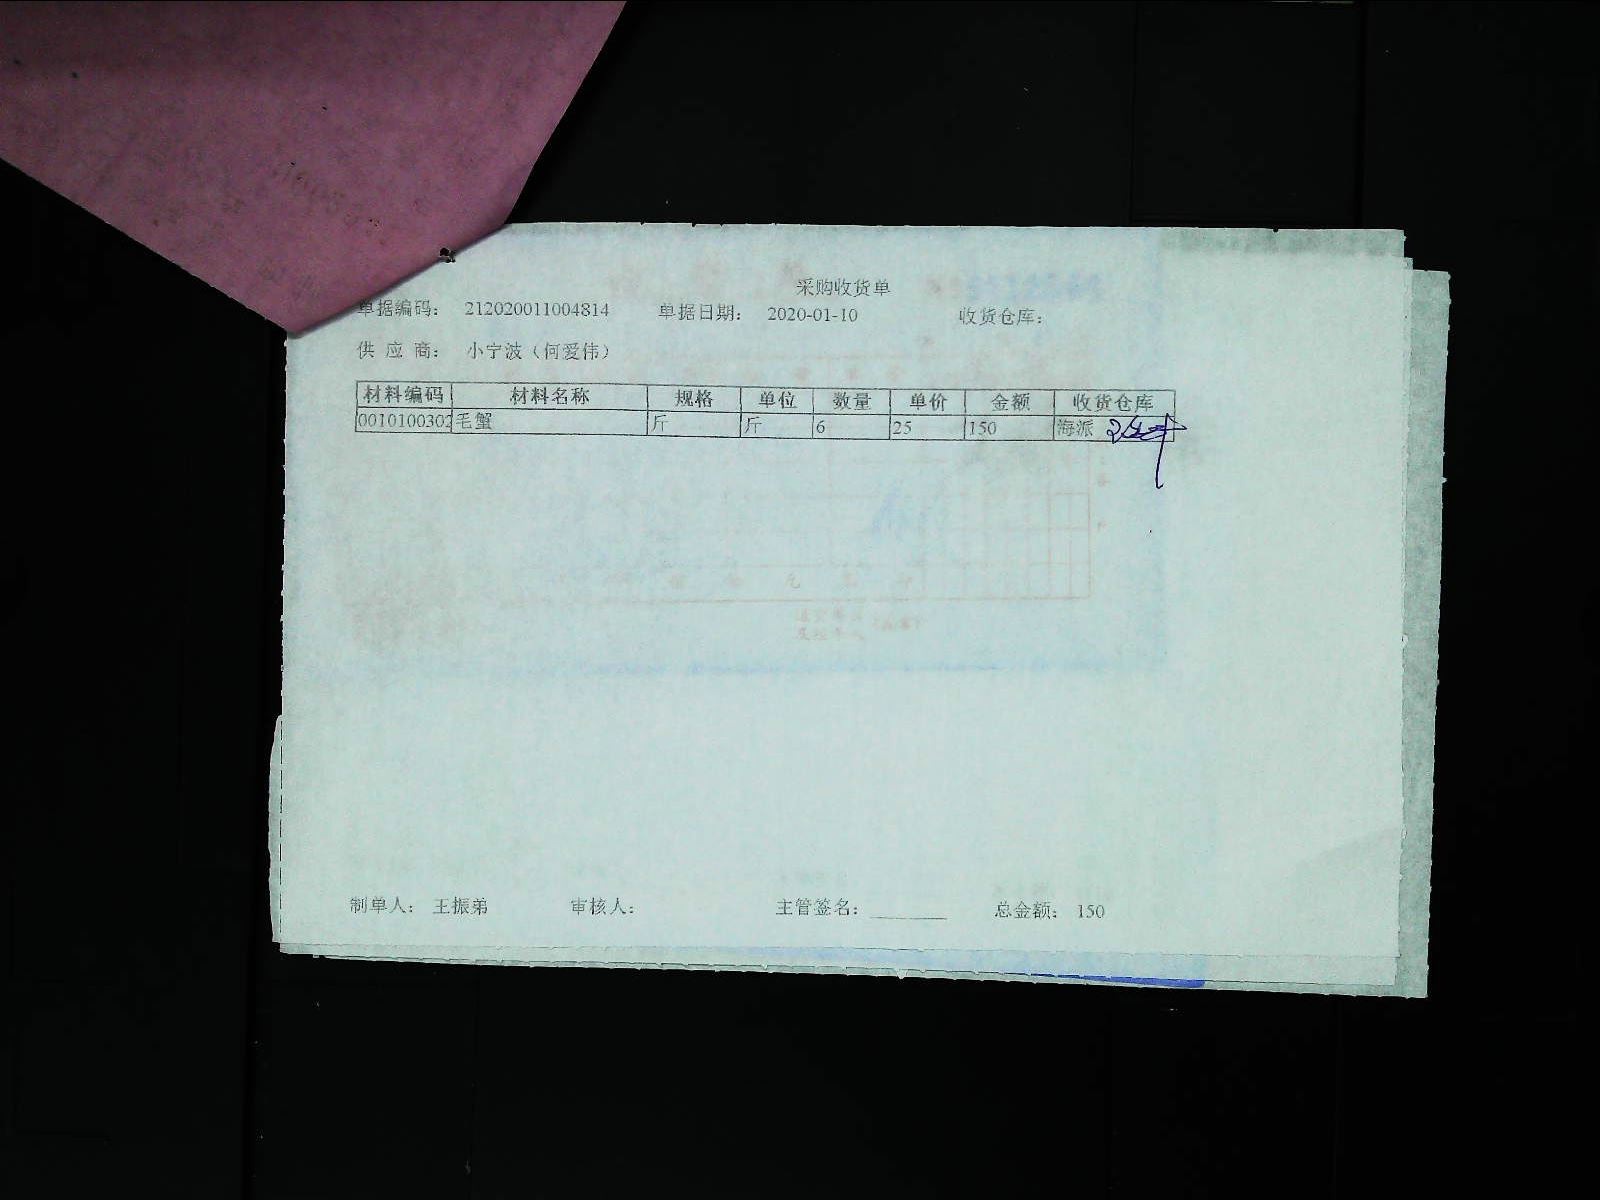 采购收货单
单据编码： 212020011004814 单据日期： 2020-01-10 收货仓库：
供 应 商： 小宁波（何爱伟）
材料编码 材料名称 规格 单位 数量 单价 金额 收货仓库
0010100302 毛蟹 斤 斤 6 25 150 海派
制单人： 王振弟 审核人： 主管签名： 总金额： 150